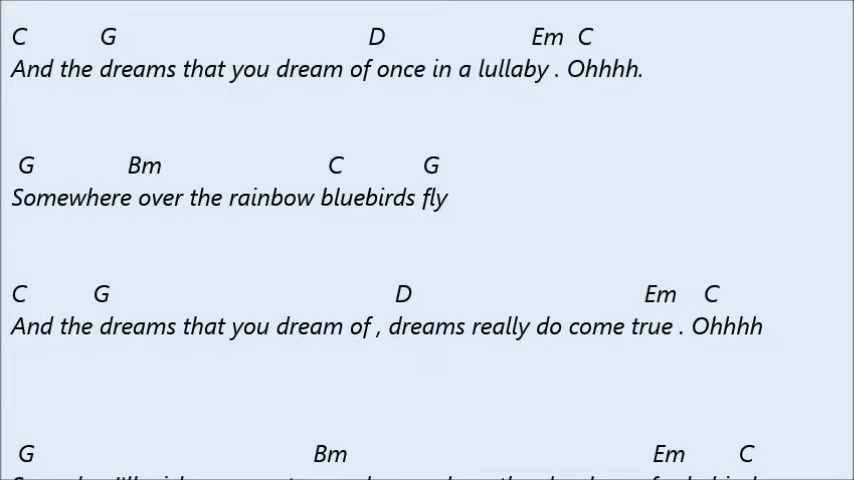 C G D Em C
And the dreams that you dream of once in a lullaby . Ohhhh.
G Bm C G
Somewhere over the rainbow bluebirds fly
C G D Em C
And the dreams that you dream of , dreams really do come true . Ohhhh
G Bm Em C